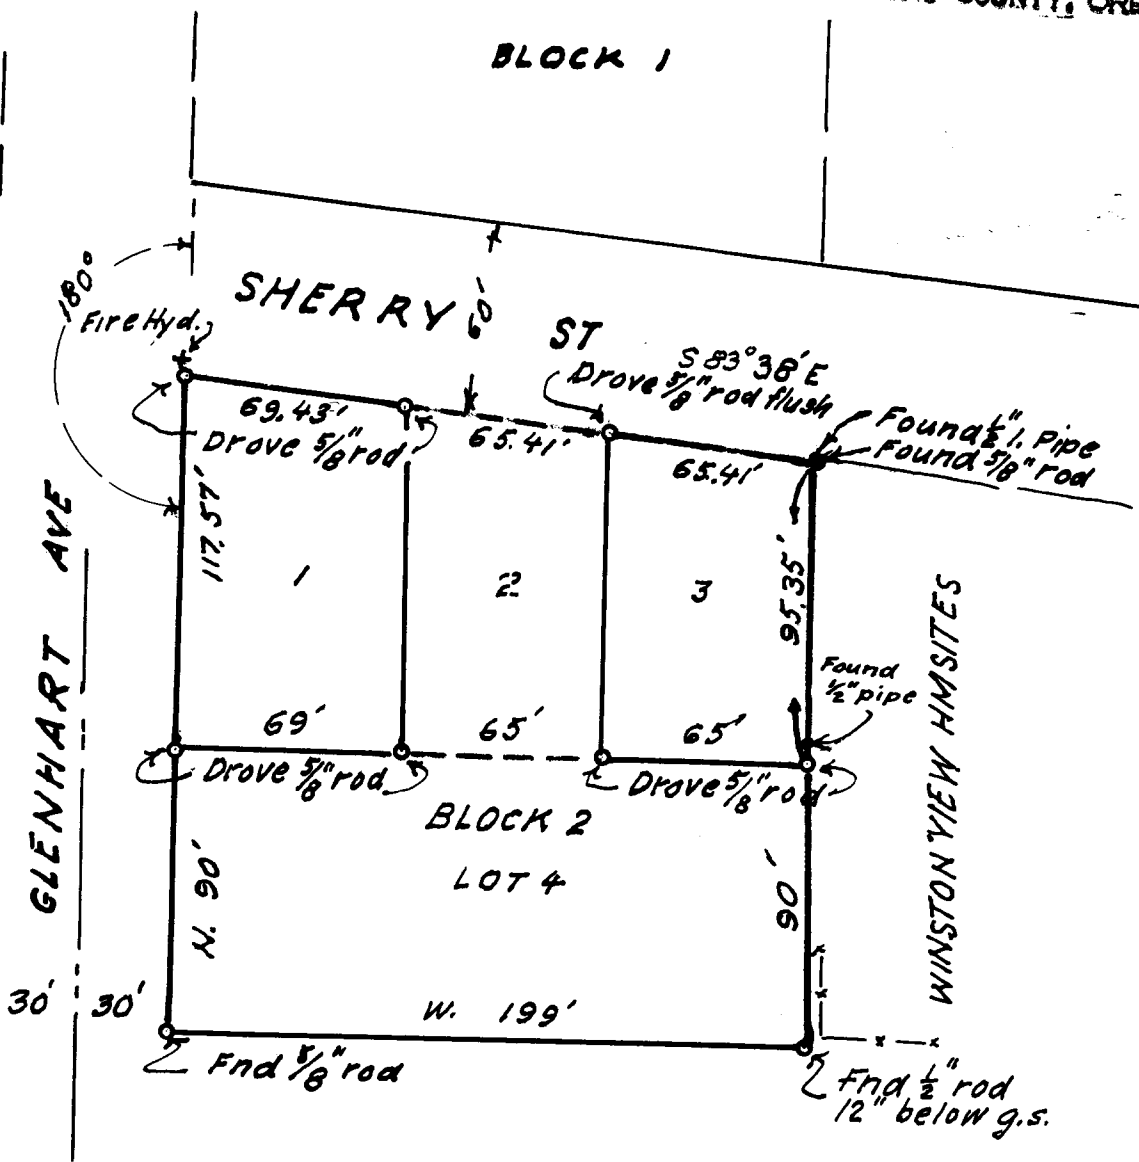 COUNTY, ORE
BLOCK 1
180°
SHERRY ST
60'
Fire Hyd.
S 83° 38' E
Drove 5/8" rod flush
69.43'
65.41'
65.41'
Drove 5/8" rod
Found 1/2" I. Pipe
Found 5/8" rod
117.57'
1
2
3
95.35'
GLENHART AVE
WINSTON VIEW HMSITES
Found
1/2" pipe
69'
65'
65'
Drove 5/8" rod
Drove 5/8" rod
BLOCK 2
LOT 4
N. 90'
90'
30'
30'
W. 199'
Fnd 5/8" rod
Fnd 1/2" rod
12" below g.s.